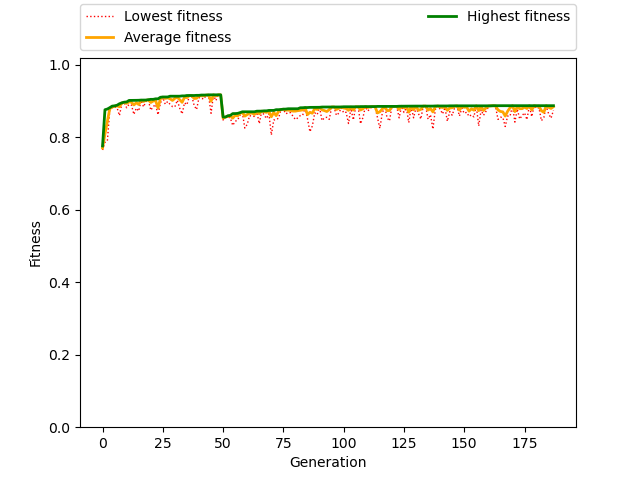 Lowest fitness
Average fitness
Highest fitness
1.0
0.8
0.6
0.4
0.2
0.0
Fitness
0 25 50 75 100 125 150 175
Generation